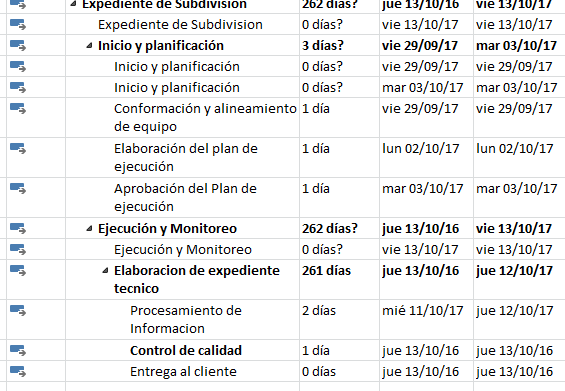 Expediente de Subdivisión 262 días? jue 13/10/16 vie 13/10/17
Expediente de Subdivision 0 días? vie 13/10/17 vie 13/10/17
Inicio y planificación 3 días? vie 29/09/17 mar 03/10/17
Inicio y planificación 0 días? vie 29/09/17 vie 29/09/17
Inicio y planificación 0 días? mar 03/10/17 mar 03/10/17
Conformación y alineamiento 1 día vie 29/09/17 vie 29/09/17
de equipo
Elaboración del plan de 1 día lun 02/10/17 lun 02/10/17
ejecución
Aprobación del Plan de 1 día mar 03/10/17 mar 03/10/17
ejecución
Ejecución y Monitoreo 262 días? jue 13/10/16 vie 13/10/17
Ejecución y Monitoreo 0 días? vie 13/10/17 vie 13/10/17
Elaboracion de expediente 261 días jue 13/10/16 jue 12/10/17
tecnico
Procesamiento de 2 días mié 11/10/17 jue 12/10/17
Informacion
Control de calidad 1 día jue 13/10/16 jue 13/10/16
Entrega al cliente 0 días jue 13/10/16 jue 13/10/16